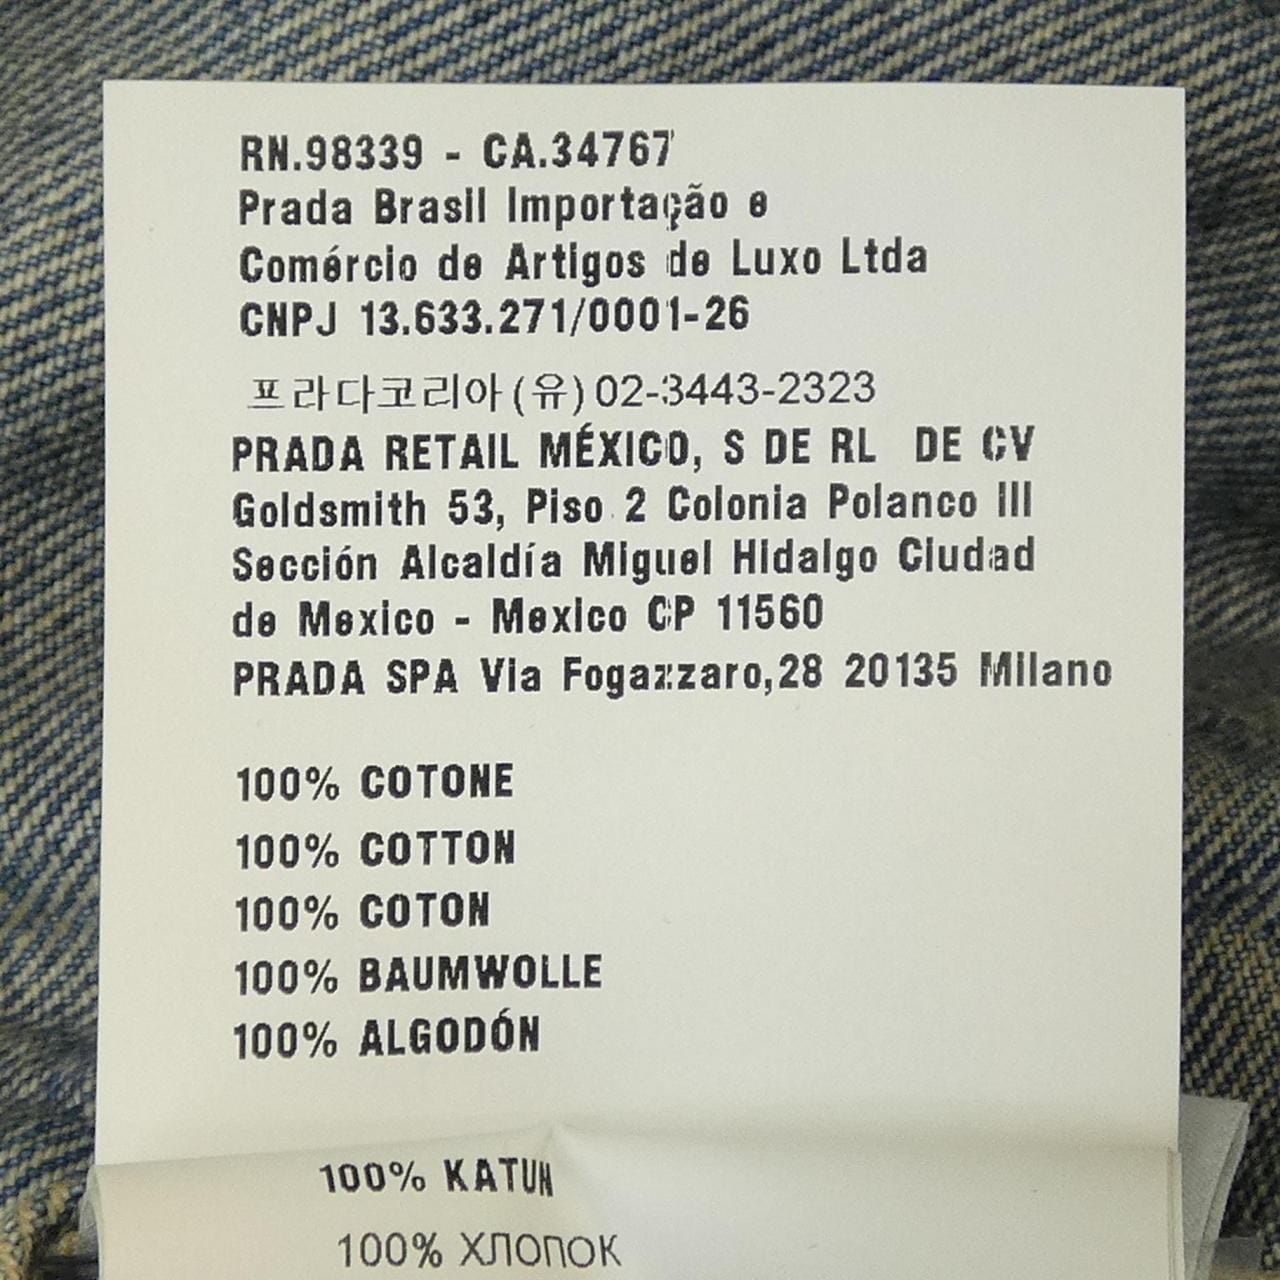 RN.98339 - CA.34767
Prada Brasil Importação e
Comércio de Artigos de Luxo Ltda
CNPJ 13.633.271/0001-26
프라다코리아(유)02-3443-2323
PRADA RETAIL MÉXICO, S DE RL DE CV
Goldsmith 53, Piso 2 Colonia Polanco III
Sección Alcaldía Miguel Hidalgo Ciudad
de Mexico - Mexico CP 11560
PRADA SPA Via Fogazzaro,28 20135 Milano
100% COTONE
100% COTTON
100% COTON
100% BAUMWOLLE
100% ALGODÓN
100% KATUN
100% ХЛОПОК